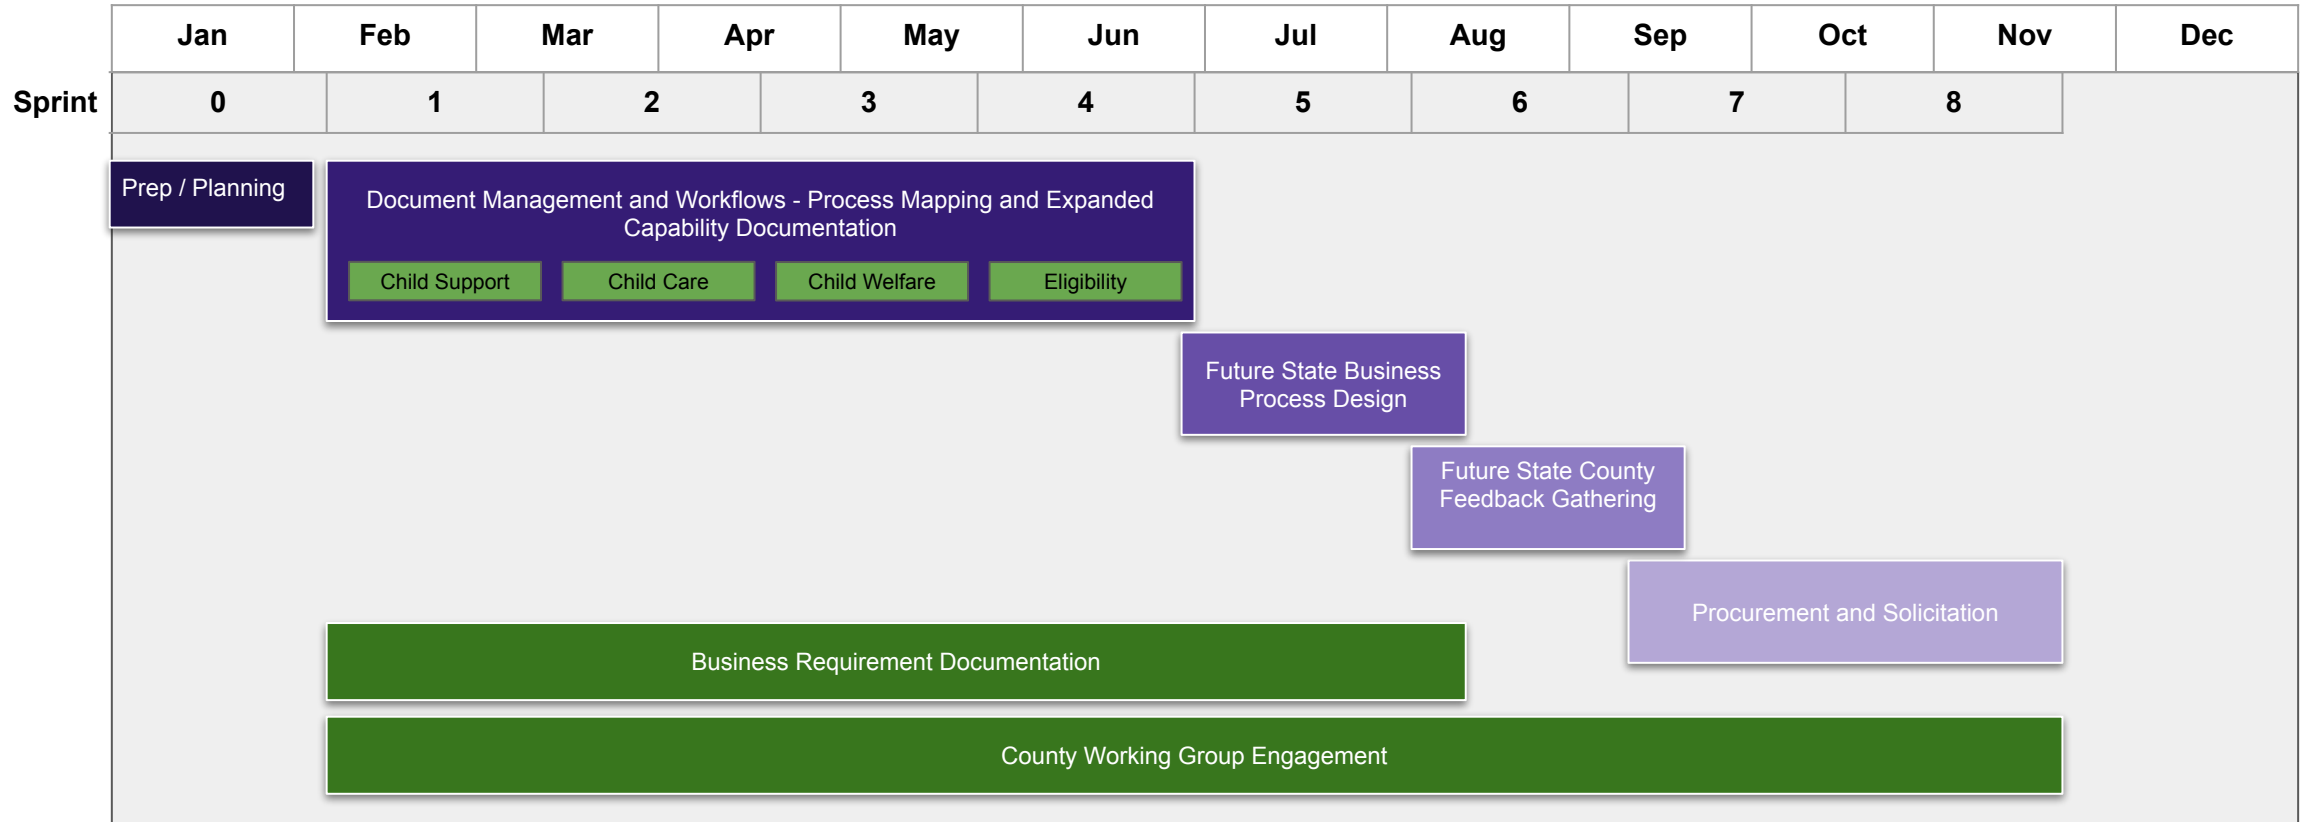 Jan Feb Mar Apr May Jun Jul Aug Sep Oct Nov Dec
Sprint 0 1 2 3 4 5 6 7 8
Prep / Planning
Document Management and Workflows - Process Mapping and Expanded
Capability Documentation
Child Support Child Care Child Welfare Eligibility
Future State Business
Process Design
Future State County
Feedback Gathering
Procurement and Solicitation
Business Requirement Documentation
County Working Group Engagement